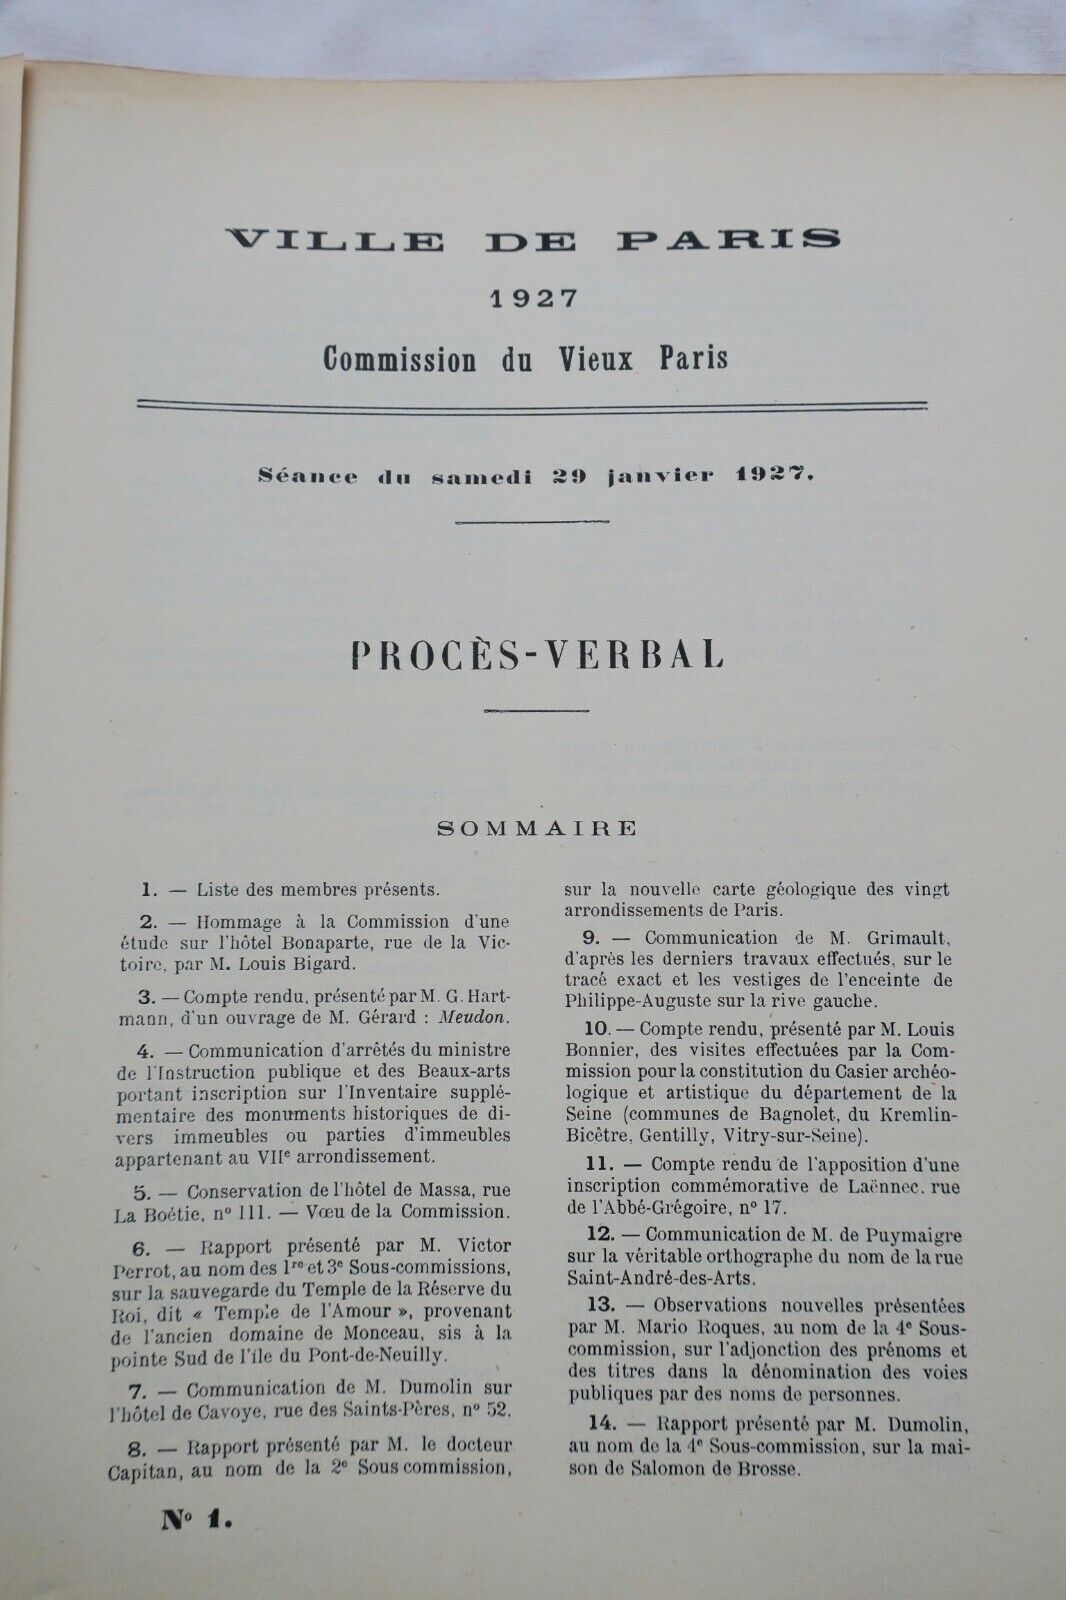 VILLE DE PARIS
1927
Commission du Vieux Paris
Séance du samedi 29 janvier 1927.
PROCÈS-VERBAL
SOMMAIRE
1. — Liste des membres présents.
2. — Hommage à la Commission d'une
étude sur l'hôtel Bonaparte, rue de la Vic-
toire, par M. Louis Bigard.
3. — Compte rendu, présenté par M. G. Hart-
mann, d'un ouvrage de M. Gérard : Meudon.
4. — Communication d'arrêtés du ministre
de l'Instruction publique et des Beaux-arts
portant inscription sur l'Inventaire supplé-
mentaire des monuments historiques de di-
vers immeubles ou parties d'immeubles
appartenant au VIIe arrondissement.
5. — Conservation de l'hôtel de Massa, rue
La Boétie, n° 111. — Vœu de la Commission.
6. — Rapport présenté par M. Victor
Perrot, au nom des 1re et 3e Sous-commissions,
sur la sauvegarde du Temple de la Réserve du
Roi, dit « Temple de l'Amour », provenant
de l'ancien domaine de Monceau, sis à la
pointe Sud de l'île du Pont-de-Neuilly.
7. — Communication de M. Dumolin sur
l'hôtel de Cavoye, rue des Saints-Pères, n° 52.
8. — Rapport présenté par M. le docteur
Capitan, au nom de la 2e Sous commission,
sur la nouvelle carte géologique des vingt
arrondissements de Paris.
9. — Communication de M. Grimault,
d'après les derniers travaux effectués, sur le
tracé exact et les vestiges de l'enceinte de
Philippe-Auguste sur la rive gauche.
10. — Compte rendu, présenté par M. Louis
Bonnier, des visites effectuées par la Com-
mission pour la constitution du Casier archéo-
logique et artistique du département de la
Seine (communes de Bagnolet, du Kremlin-
Bicêtre, Gentilly, Vitry-sur-Seine).
11. — Compte rendu de l'apposition d'une
inscription commémorative de Laënnec, rue
de l'Abbé-Grégoire, n° 17.
12. — Communication de M. de Puymaigre
sur la véritable orthographe du nom de la rue
Saint-André-des-Arts.
13. — Observations nouvelles présentées
par M. Mario Roques, au nom de la 4e Sous-
commission, sur l'adjonction des prénoms et
des titres dans la dénomination des voies
publiques par des noms de personnes.
14. — Rapport présenté par M. Dumolin,
au nom de la 4e Sous-commission, sur la mai-
son de Salomon de Brosse.
N° 1.